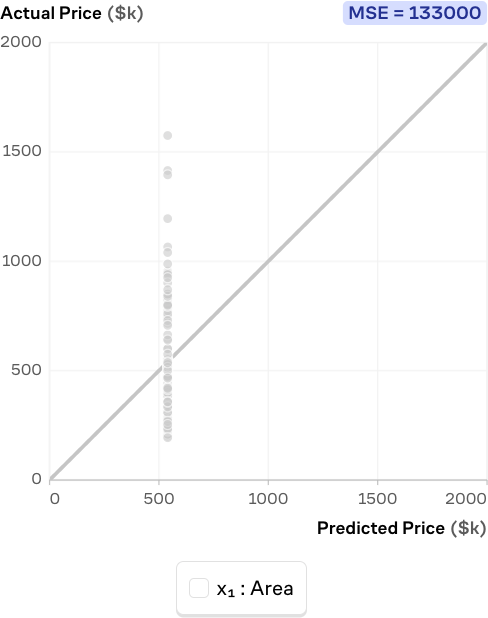 Actual Price ($k)
MSE = 133000
2000
1500
1000
500
0
0 500 1000 1500 2000
Predicted Price ($k)
x₁ : Area